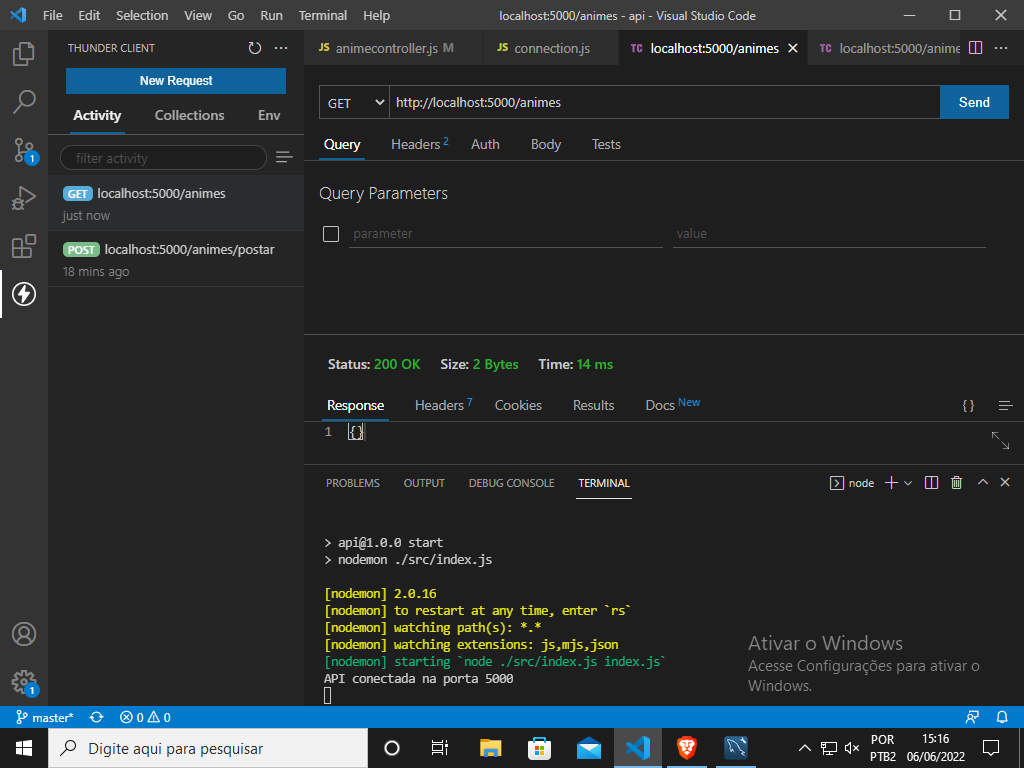 File Edit Selection View Go Run Terminal Help localhost:5000/animes - api - Visual Studio Code
THUNDER CLIENT
New Request
Activity Collections Env
filter activity
GET localhost:5000/animes
just now
POST localhost:5000/animes/postar
18 mins ago
JS animecontroller.js M JS connection.js TC localhost:5000/animes TC localhost:5000/anime
GET http://localhost:5000/animes Send
Query Headers 2 Auth Body Tests
Query Parameters
parameter value
Status: 200 OK Size: 2 Bytes Time: 14 ms
Response Headers 7 Cookies Results Docs New { }
1 {}
PROBLEMS OUTPUT DEBUG CONSOLE TERMINAL node
> api@1.0.0 start
> nodemon ./src/index.js
[nodemon] 2.0.16
[nodemon] to restart at any time, enter `rs`
[nodemon] watching path(s): *.*
[nodemon] watching extensions: js,mjs,json
[nodemon] starting `node ./src/index.js index.js`
API conectada na porta 5000
Ativar o Windows
Acesse Configurações para ativar o
Windows.
1
1
master* 0 0
Digite aqui para pesquisar
POR
PTB2
15:16
06/06/2022